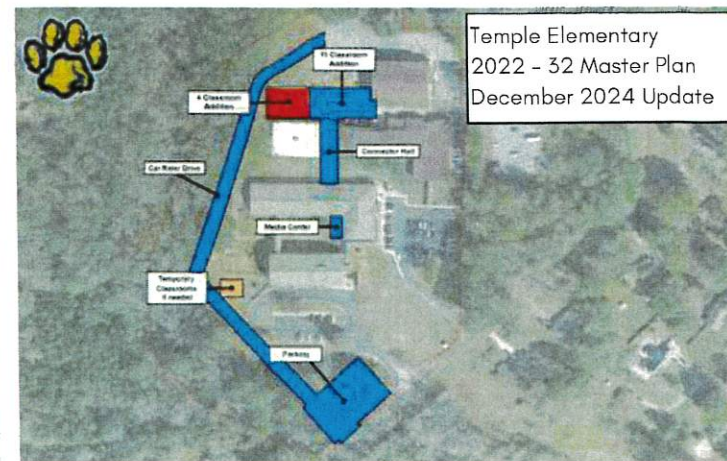 Temple Elementary
2022 - 32 Master Plan
December 2024 Update
Classroom
Addition
4 Classroom
Addition
Connector Hall
Car Rider Drive
Media Center
Temporary
Classrooms
if needed
Parking